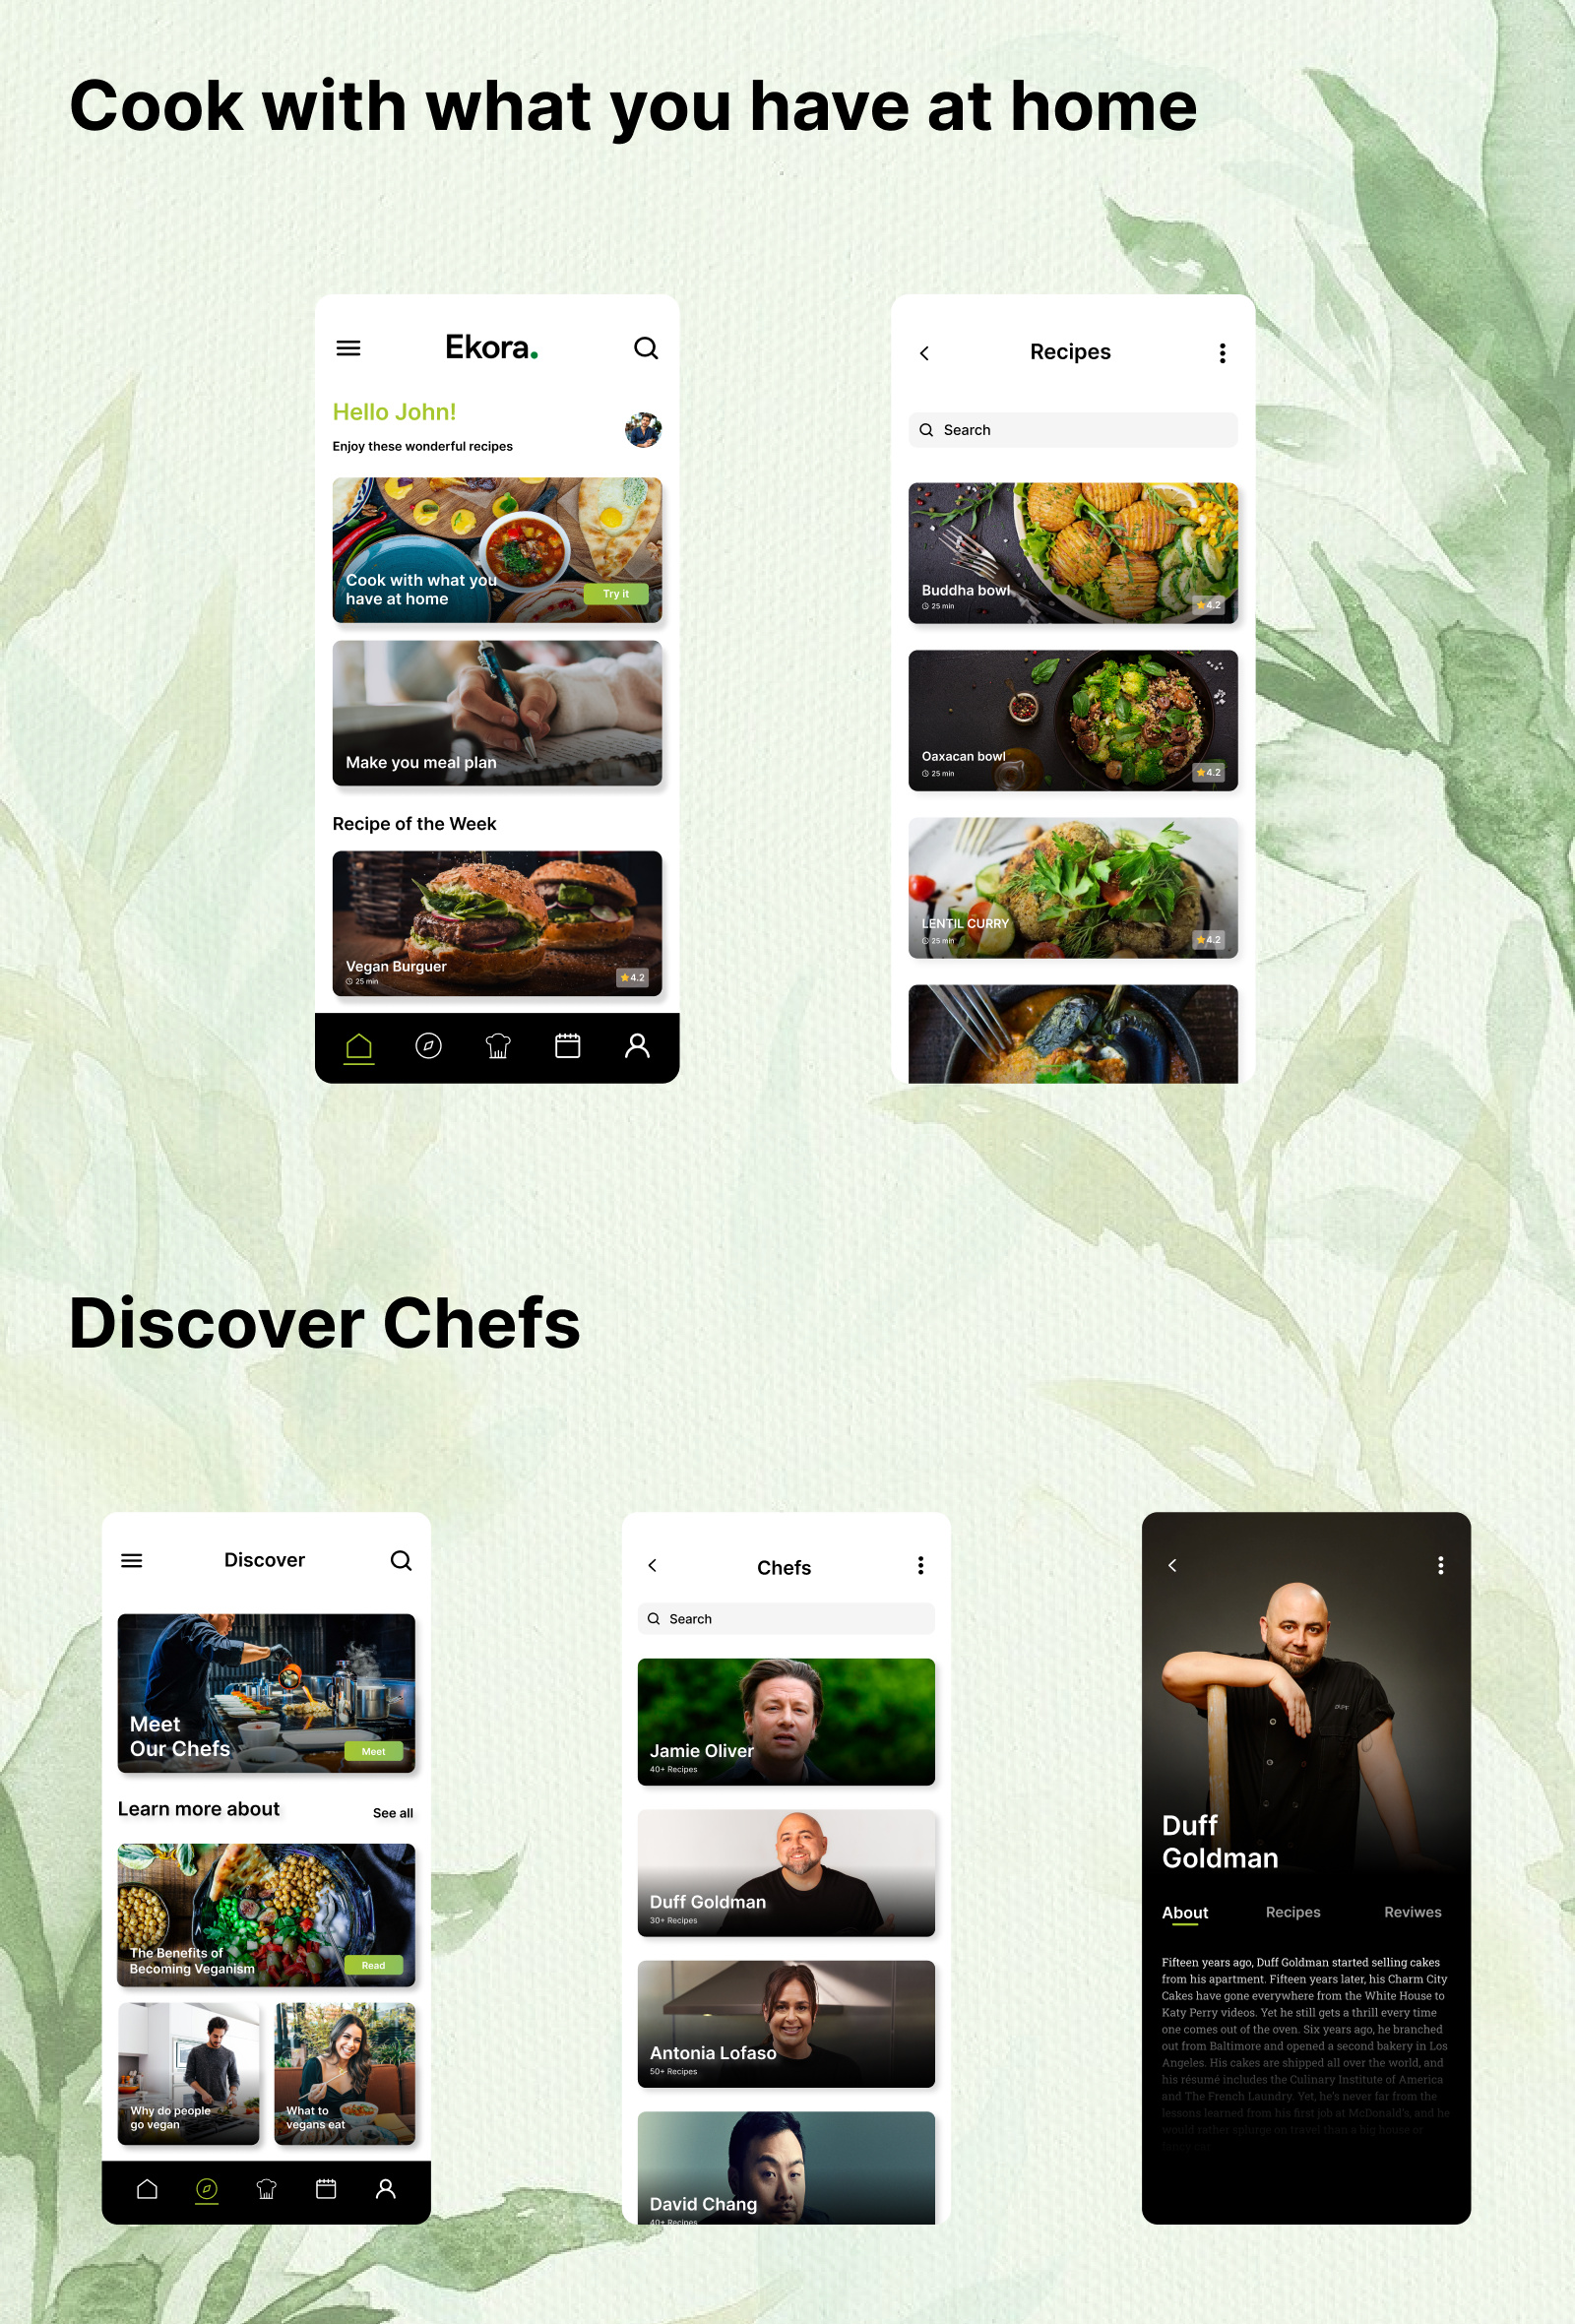 Cook with what you have at home
Ekora.
Hello John!
Enjoy these wonderful recipes
Cook with what you
have at home
Try it
Make you meal plan
Recipe of the Week
Vegan Burguer
25 min
4.2
Recipes
Search
Buddha bowl
25 min
4.2
Oaxacan bowl
25 min
4.2
LENTIL CURRY
25 min
4.2
Discover Chefs
Discover
Meet
Our Chefs
Meet
Learn more about
See all
The Benefits of
Becoming Veganism
Read
Why do people
go vegan
What to
vegans eat
Chefs
Search
Jamie Oliver
40+ Recipes
Duff Goldman
30+ Recipes
Antonia Lofaso
50+ Recipes
David Chang
40+ Recipes
Duff
Goldman
About
Recipes
Reviwes
Fifteen years ago, Duff Goldman started selling cakes
from his apartment. Fifteen years later, his Charm City
Cakes have gone everywhere from the White House to
Katy Perry videos. Yet he still gets a thrill every time
one comes out of the oven. Six years ago, he branched
out from Baltimore and opened a second bakery in Los
Angeles. His cakes are shipped all over the world, and
his résumé includes the Culinary Institute of America
and The French Laundry. Yet, he's never far from the
lessons learned from his first job at McDonald's, and he
would rather splurge on travel than a big house or
fancy car